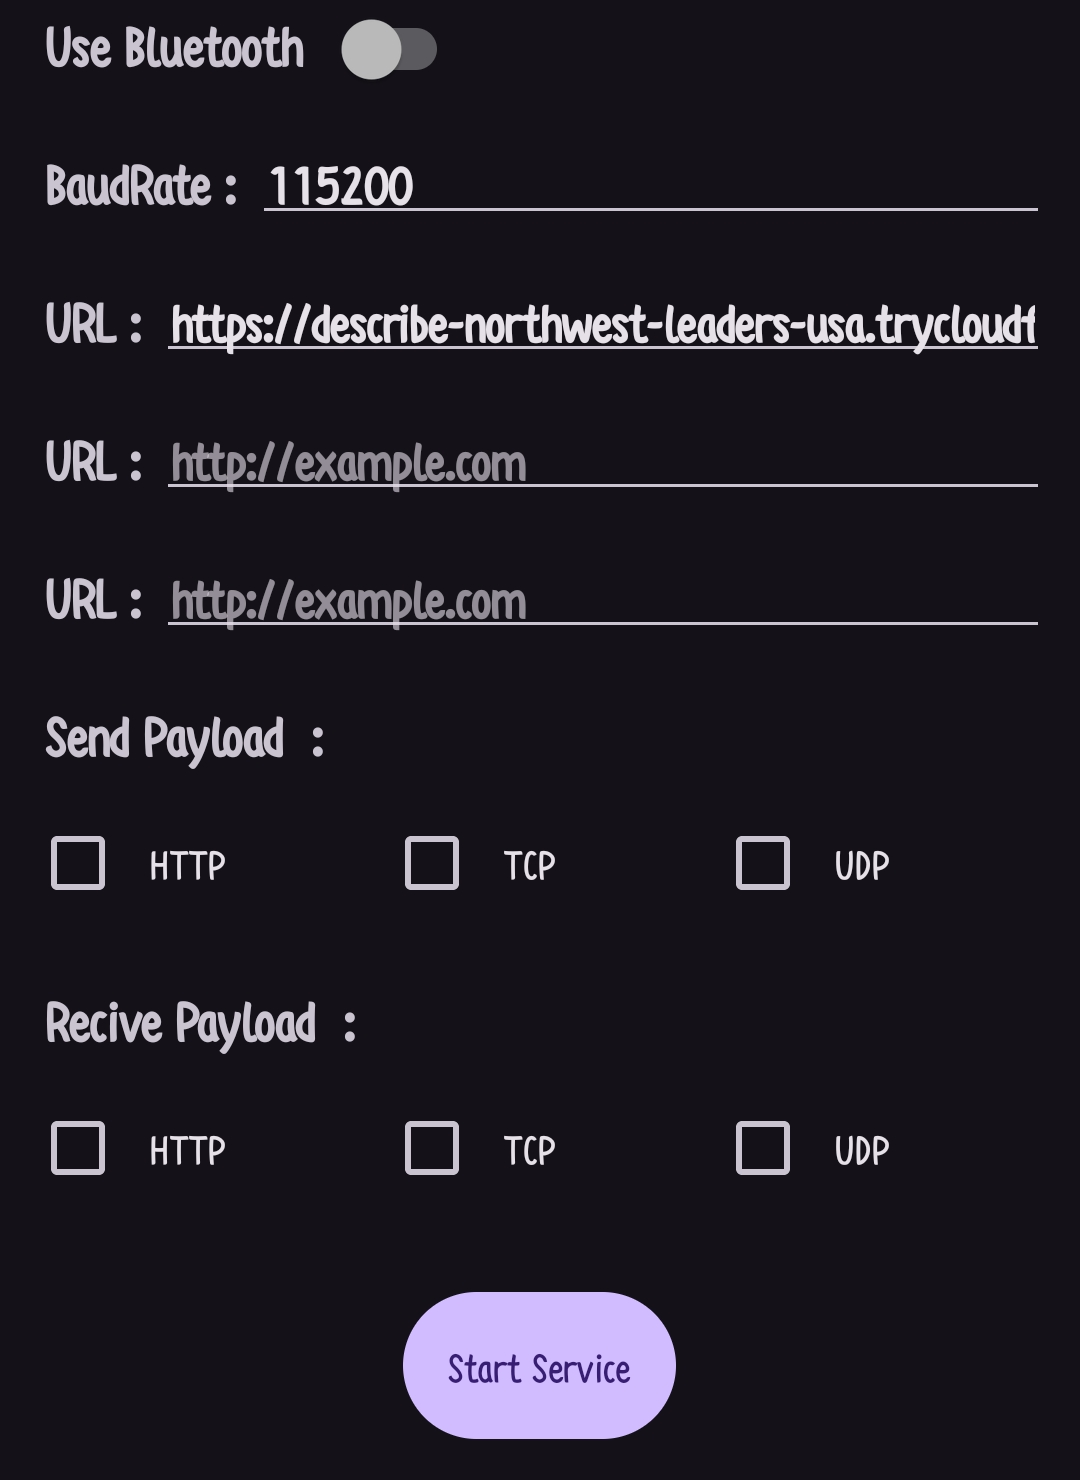 Use Bluetooth
BaudRate : 115200
URL : https://describe-northwest-leaders-usa.trycloudf
URL : http://example.com
URL : http://example.com
Send Payload :
HTTP TCP UDP
Recive Payload :
HTTP TCP UDP
Start Service